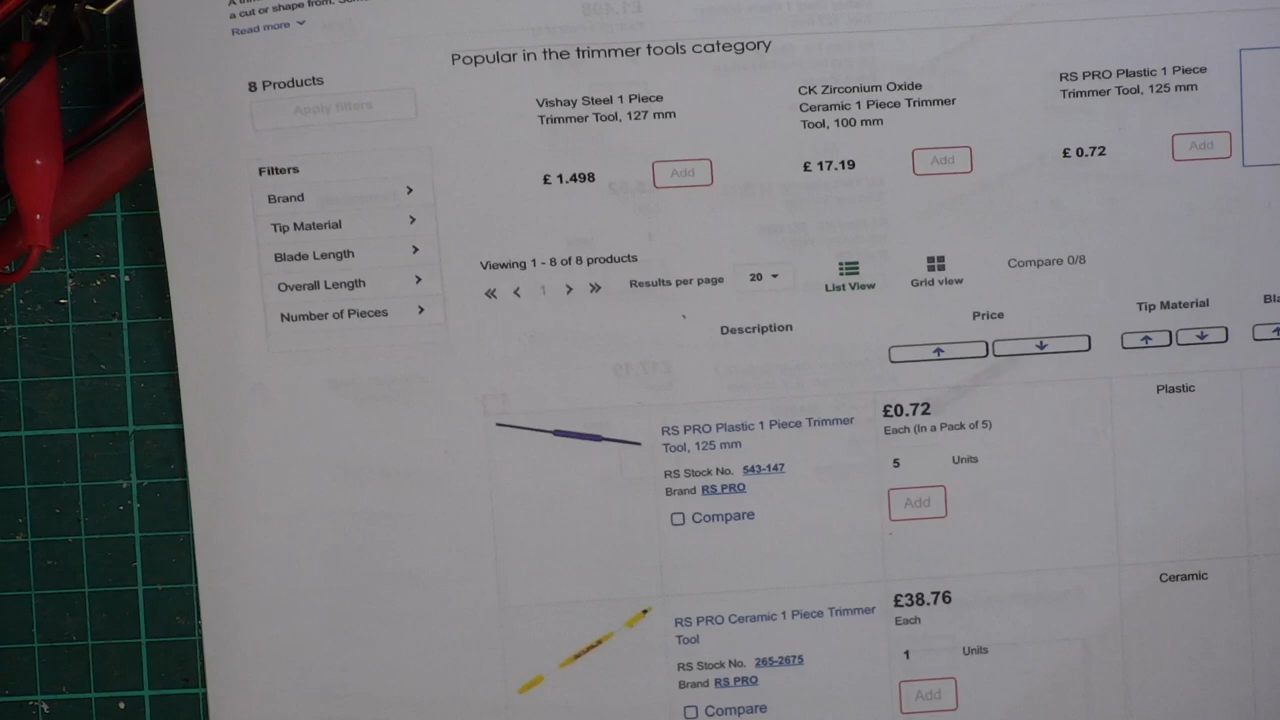 a cut or shape from.
Read more
8 Products
Apply filters
Filters
Brand
Tip Material
Blade Length
Overall Length
Number of Pieces
Popular in the trimmer tools category
Vishay Steel 1 Piece
Trimmer Tool, 127 mm
£ 1.498
Add
CK Zirconium Oxide
Ceramic 1 Piece Trimmer
Tool, 100 mm
£ 17.19
Add
RS PRO Plastic 1 Piece
Trimmer Tool, 125 mm
£ 0.72
Add
Viewing 1 - 8 of 8 products
1
Results per page
20
List View
Grid view
Compare 0/8
Description
Price
Tip Material
Bla
RS PRO Plastic 1 Piece Trimmer
Tool, 125 mm
RS Stock No. 543-147
Brand RS PRO
Compare
£0.72
Each (In a Pack of 5)
5 Units
Add
Plastic
RS PRO Ceramic 1 Piece Trimmer
Tool
RS Stock No. 265-2675
Brand RS PRO
Compare
£38.76
Each
1 Units
Add
Ceramic